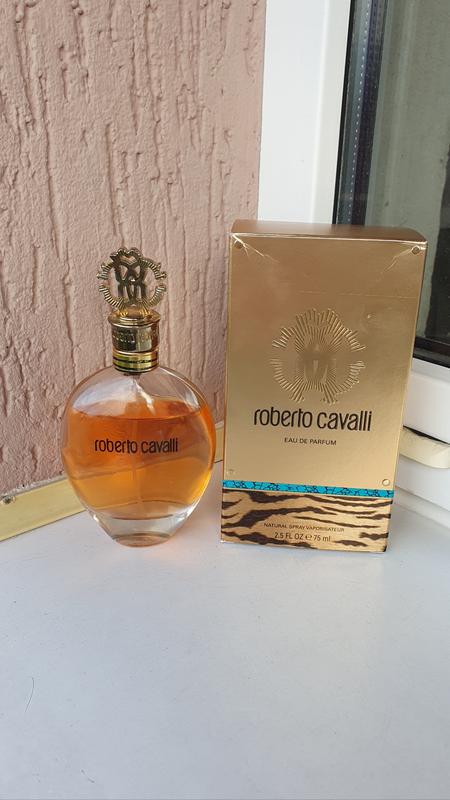 roberto cavalli
roberto cavalli
EAU DE PARFUM
NATURAL SPRAY VAPORISATEUR
2.5 FL OZ ℮ 75 ml